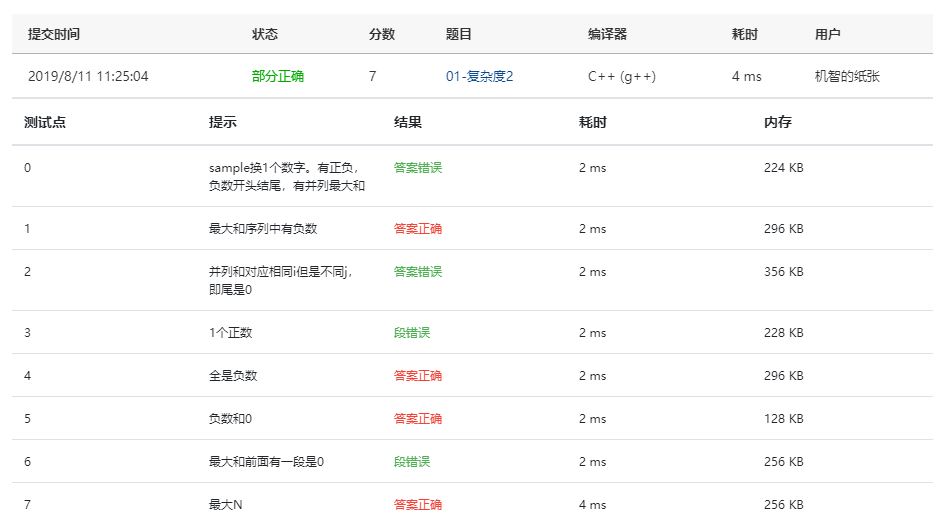 提交时间 状态 分数 题目 编译器 耗时 用户
2019/8/11 11:25:04 部分正确 7 01-复杂度2 C++ (g++) 4 ms 机智的纸张
测试点 提示 结果 耗时 内存
0 sample换1个数字。有正负， 答案错误 2 ms 224 KB
负数开头结尾，有并列最大和
1 最大和序列中有负数 答案正确 2 ms 296 KB
2 并列和对应相同i但是不同j， 答案错误 2 ms 356 KB
即尾是0
3 1个正数 段错误 2 ms 228 KB
4 全是负数 答案正确 2 ms 296 KB
5 负数和0 答案正确 2 ms 128 KB
6 最大和前面有一段是0 段错误 2 ms 256 KB
7 最大N 答案正确 4 ms 256 KB